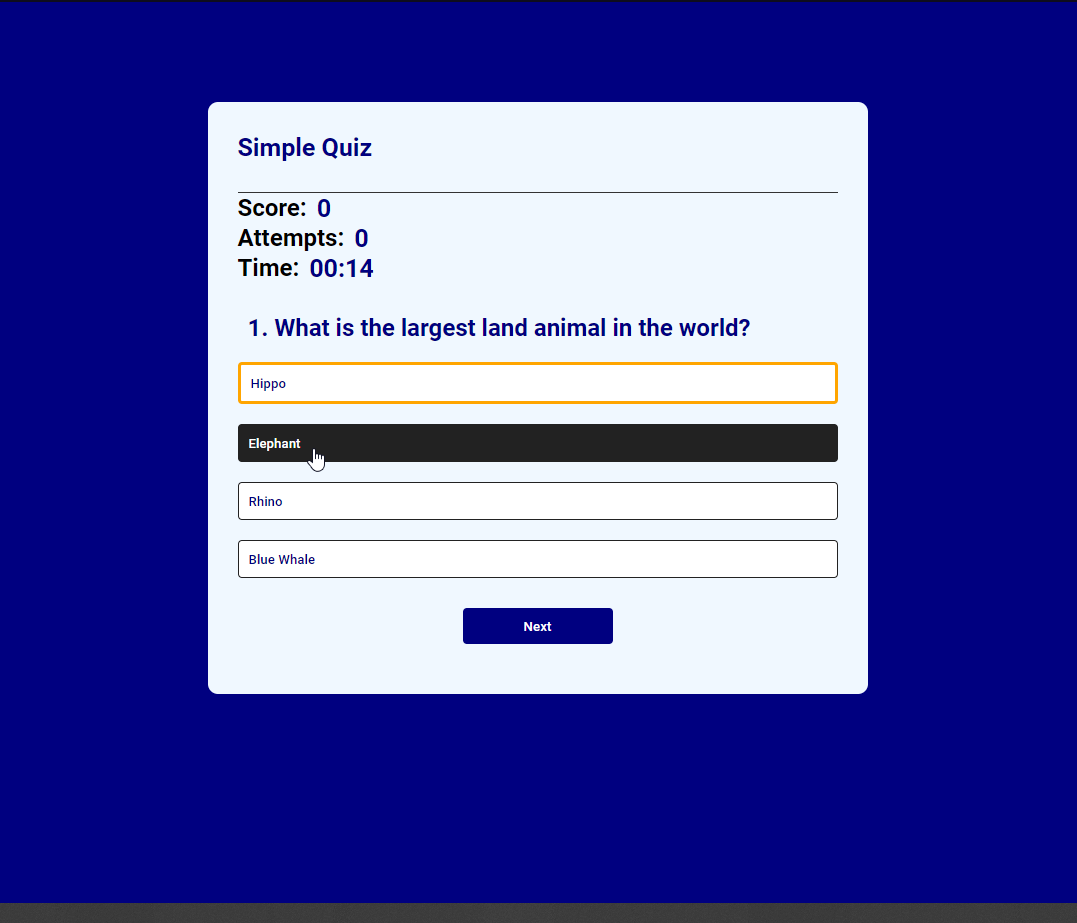 Simple Quiz
Score: 0
Attempts: 0
Time: 00:14
1. What is the largest land animal in the world?
Hippo
Elephant
Rhino
Blue Whale
Next